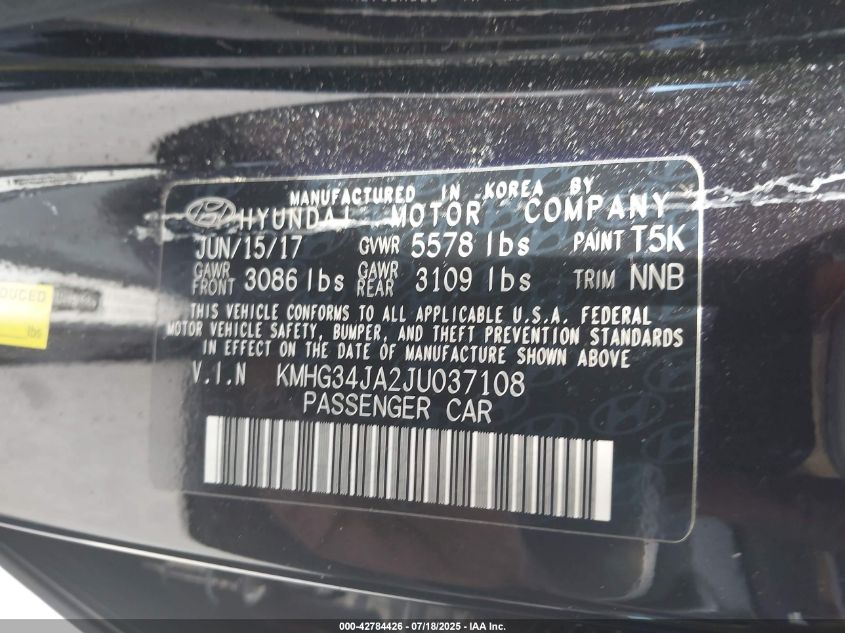 MANUFACTURED IN KOREA BY
HYUNDAI MOTOR COMPANY
JUN/15/17 GVWR 5578 lbs PAINT T5K
GAWR FRONT 3086 lbs GAWR REAR 3109 lbs TRIM NNB
THIS VEHICLE CONFORMS TO ALL APPLICABLE U.S.A. FEDERAL
MOTOR VEHICLE SAFETY, BUMPER, AND THEFT PREVENTION STANDARDS
IN EFFECT ON THE DATE OF MANUFACTURE SHOWN ABOVE
V.I.N KMHG34JA2JU037108
PASSENGER CAR
lbs
000-42784426 - 07/18/2025 - IAA Inc.